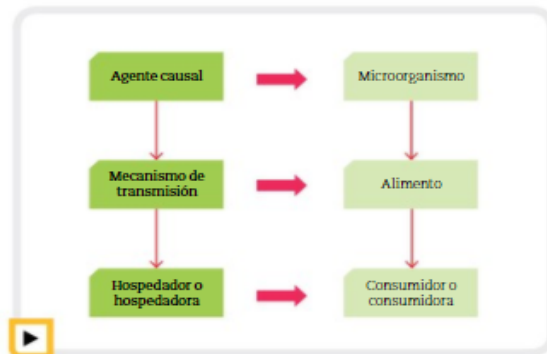 Agente causal
Microorganismo
Mecanismo de
transmisión
Alimento
Hospedador o
hospedadora
Consumidor o
consumidora